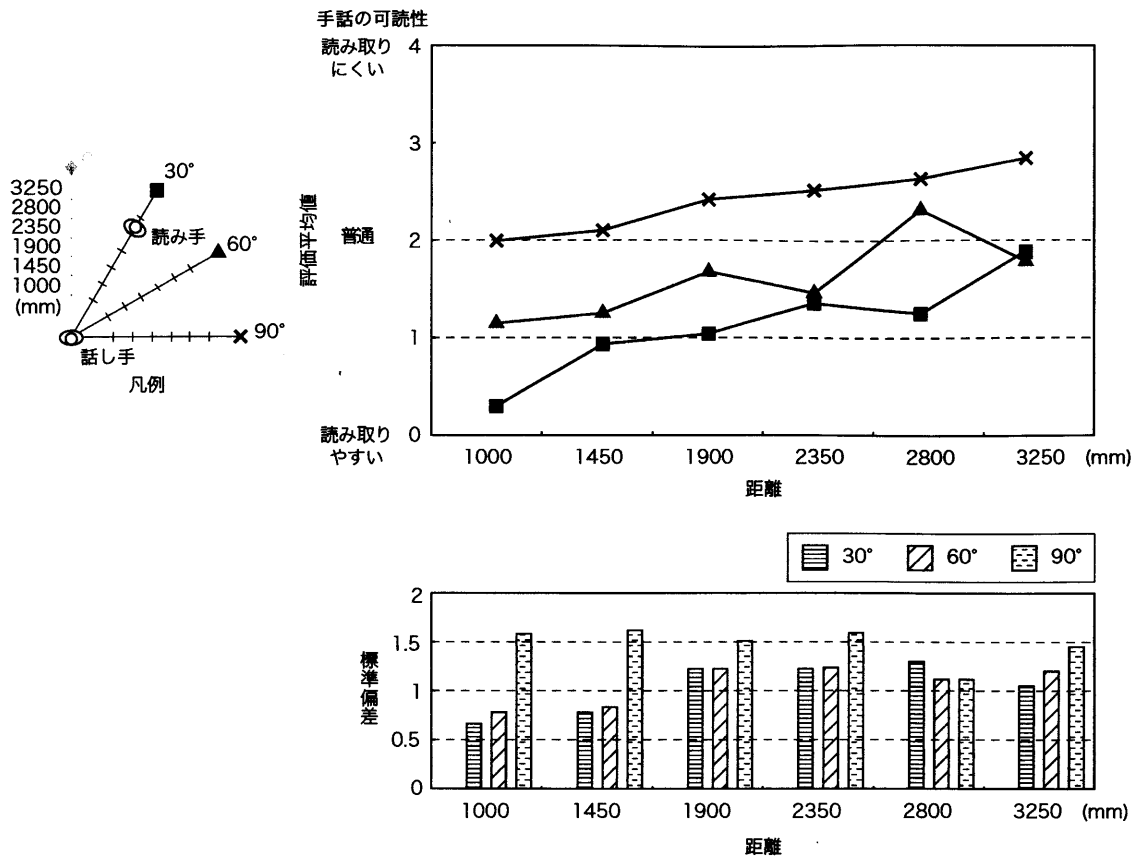 手話の可読性
読み取り
にくい
4
3
普通
2
1
読み取り
やすい
0
評価平均値
1000 1450 1900 2350 2800 3250 (mm)
距離
3250
2800
2350
1900
1450
1000
(mm)
30°
読み手
60°
90°
話し手
凡例
30° 60° 90°
2
1.5
1
0.5
0
標準偏差
1000 1450 1900 2350 2800 3250 (mm)
距離